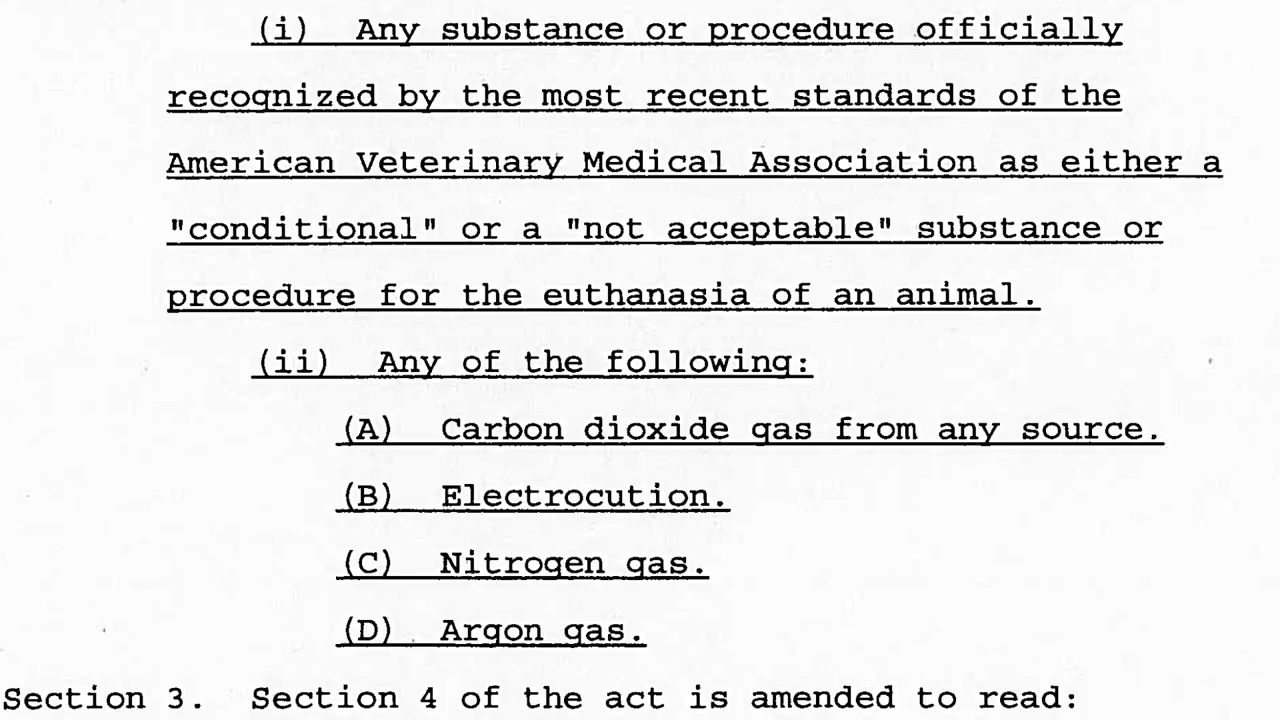 (i) Any substance or procedure officially
recognized by the most recent standards of the
American Veterinary Medical Association as either a
"conditional" or a "not acceptable" substance or
procedure for the euthanasia of an animal.
(ii) Any of the following:
(A) Carbon dioxide gas from any source.
(B) Electrocution.
(C) Nitrogen gas.
(D) Argon gas.
Section 3. Section 4 of the act is amended to read: